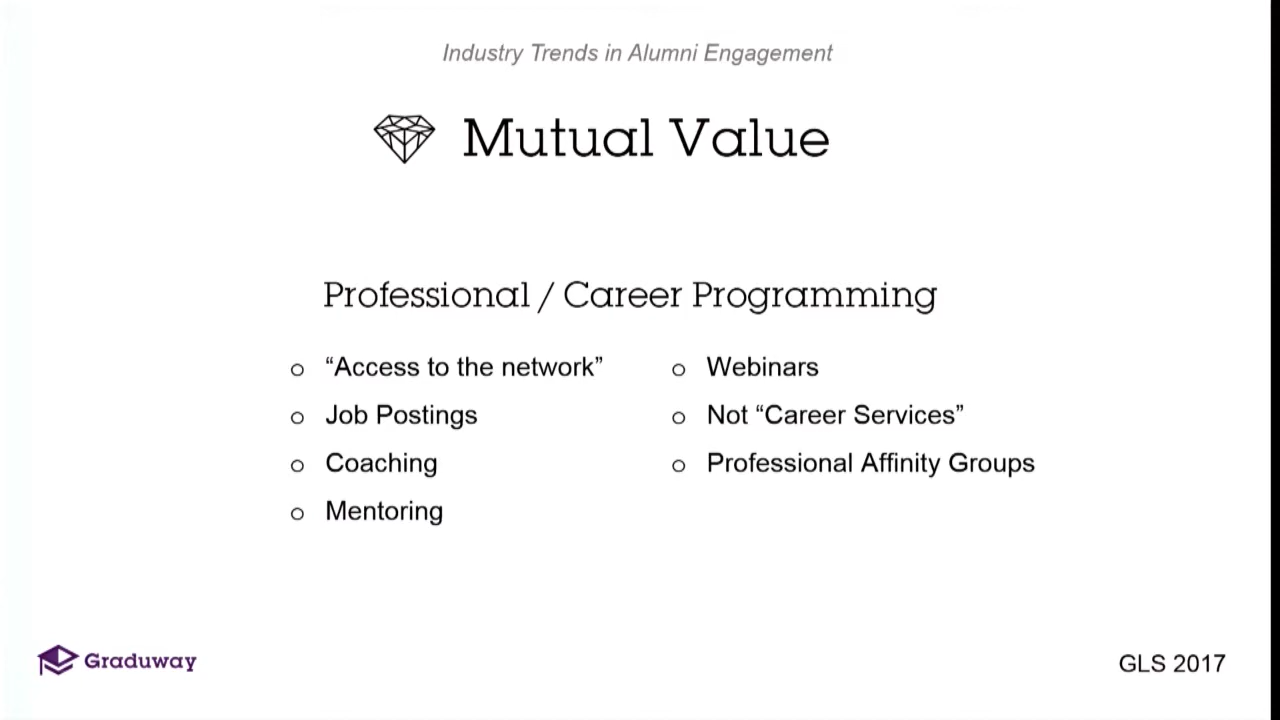 Industry Trends in Alumni Engagement
Mutual Value
Professional / Career Programming
“Access to the network”
Job Postings
Coaching
Mentoring
Webinars
Not “Career Services”
Professional Affinity Groups
Graduway
GLS 2017